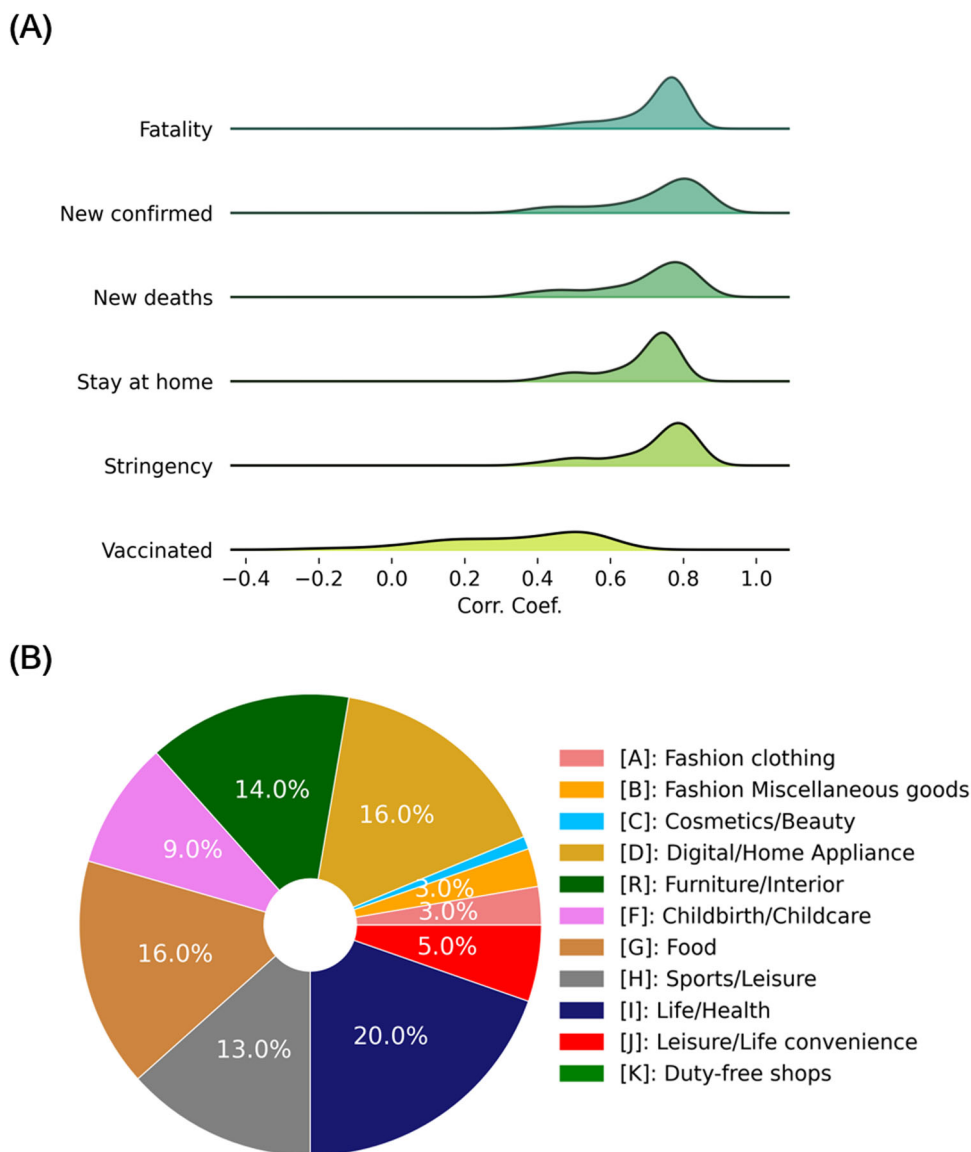 (A)
Fatality
New confirmed
New deaths
Stay at home
Stringency
Vaccinated
−0.4 −0.2 0.0 0.2 0.4 0.6 0.8 1.0
Corr. Coef.
(B)
14.0%
16.0%
9.0%
3.0%
3.0%
16.0%
5.0%
13.0%
20.0%
[A]: Fashion clothing
[B]: Fashion Miscellaneous goods
[C]: Cosmetics/Beauty
[D]: Digital/Home Appliance
[R]: Furniture/Interior
[F]: Childbirth/Childcare
[G]: Food
[H]: Sports/Leisure
[I]: Life/Health
[J]: Leisure/Life convenience
[K]: Duty-free shops